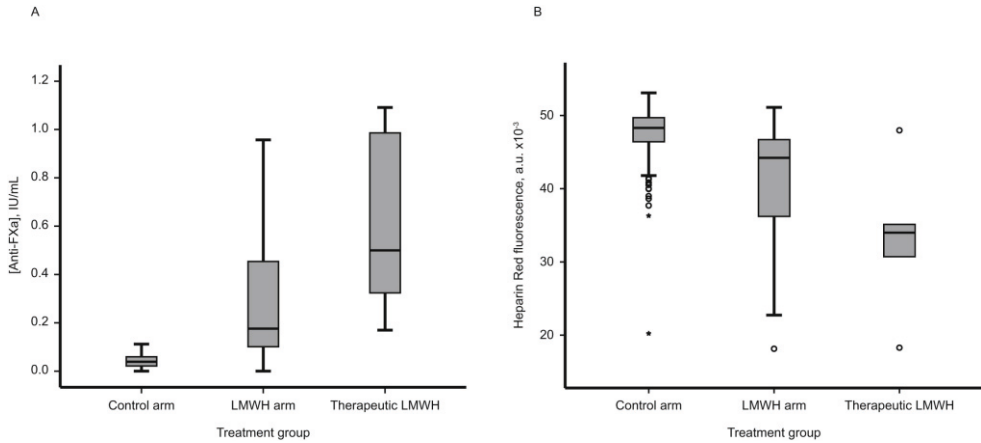 A
[Anti-FXa], IU/mL
1.2
1.0
0.8
0.6
0.4
0.2
0.0
Control arm LMWH arm Therapeutic LMWH
Treatment group
B
Heparin Red fluorescence, a.u. x10⁻³
50
40
30
20
Control arm LMWH arm Therapeutic LMWH
Treatment group